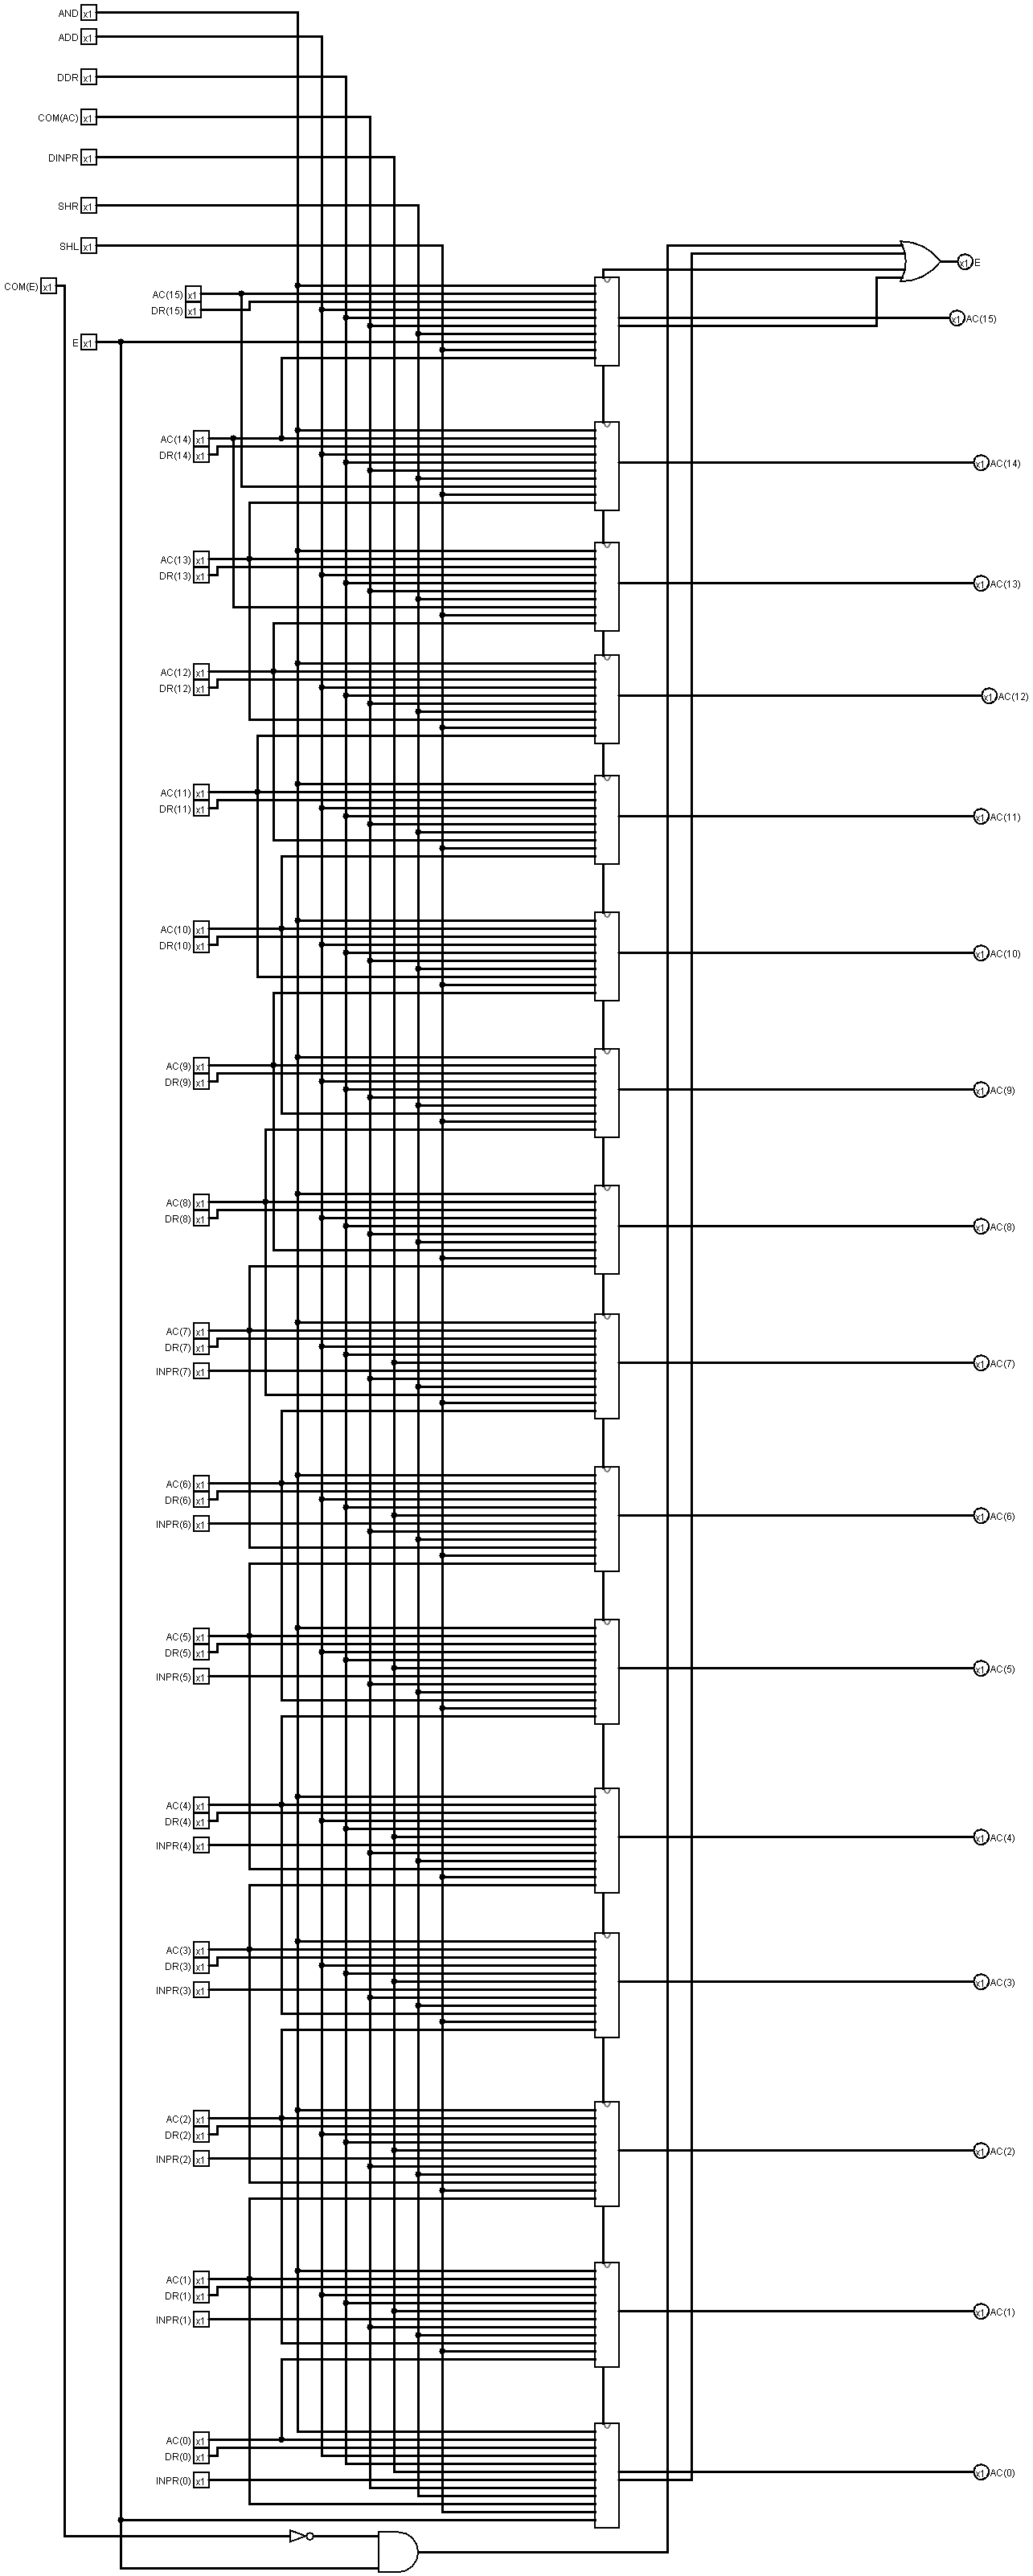 AND x1
ADD x1
DDR x1
COM(AC) x1
DINPR x1
SHR x1
SHL x1
x1 E
COM(E) x1
AC(15) x1
DR(15) x1
x1 AC(15)
E x1
AC(14) x1
DR(14) x1
x1 AC(14)
AC(13) x1
DR(13) x1
x1 AC(13)
AC(12) x1
DR(12) x1
x1 AC(12)
AC(11) x1
DR(11) x1
x1 AC(11)
AC(10) x1
DR(10) x1
x1 AC(10)
AC(9) x1
DR(9) x1
x1 AC(9)
AC(8) x1
DR(8) x1
x1 AC(8)
AC(7) x1
DR(7) x1
x1 AC(7)
INPR(7) x1
AC(6) x1
DR(6) x1
x1 AC(6)
INPR(6) x1
AC(5) x1
DR(5) x1
x1 AC(5)
INPR(5) x1
AC(4) x1
DR(4) x1
x1 AC(4)
INPR(4) x1
AC(3) x1
DR(3) x1
x1 AC(3)
INPR(3) x1
AC(2) x1
DR(2) x1
x1 AC(2)
INPR(2) x1
AC(1) x1
DR(1) x1
x1 AC(1)
INPR(1) x1
AC(0) x1
DR(0) x1
x1 AC(0)
INPR(0) x1